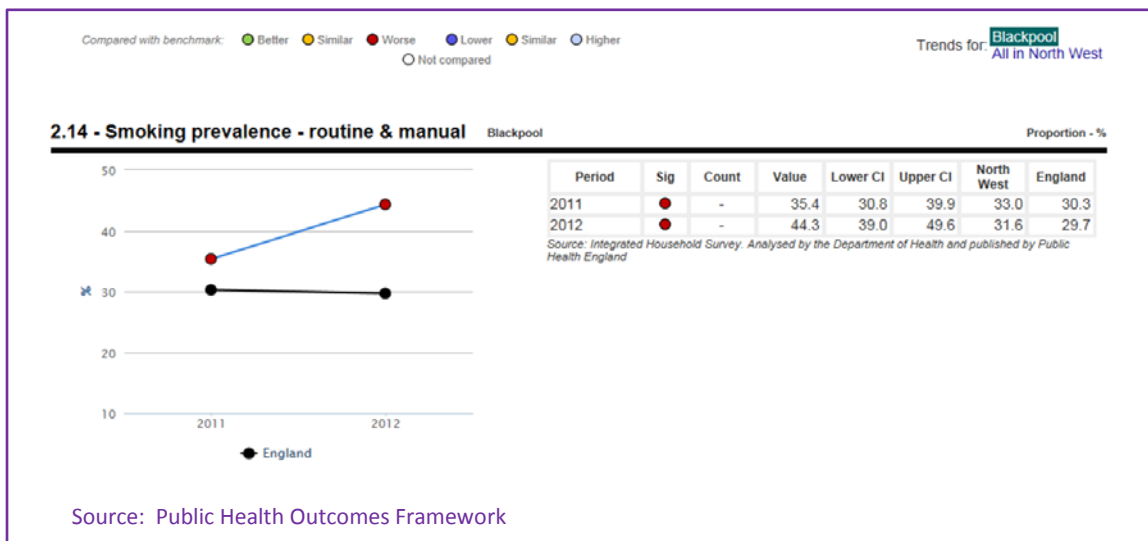 Compared with benchmark: Better Similar Worse Lower Similar Higher
Not compared
Trends for: Blackpool
All in North West
2.14 - Smoking prevalence - routine & manual Blackpool Proportion - %
50
40
% 30
20
10
2011 2012
England
Period Sig Count Value Lower CI Upper CI North West England
2011 - 35.4 30.8 39.9 33.0 30.3
2012 - 44.3 39.0 49.6 31.6 29.7
Source: Integrated Household Survey. Analysed by the Department of Health and published by Public
Health England
Source: Public Health Outcomes Framework